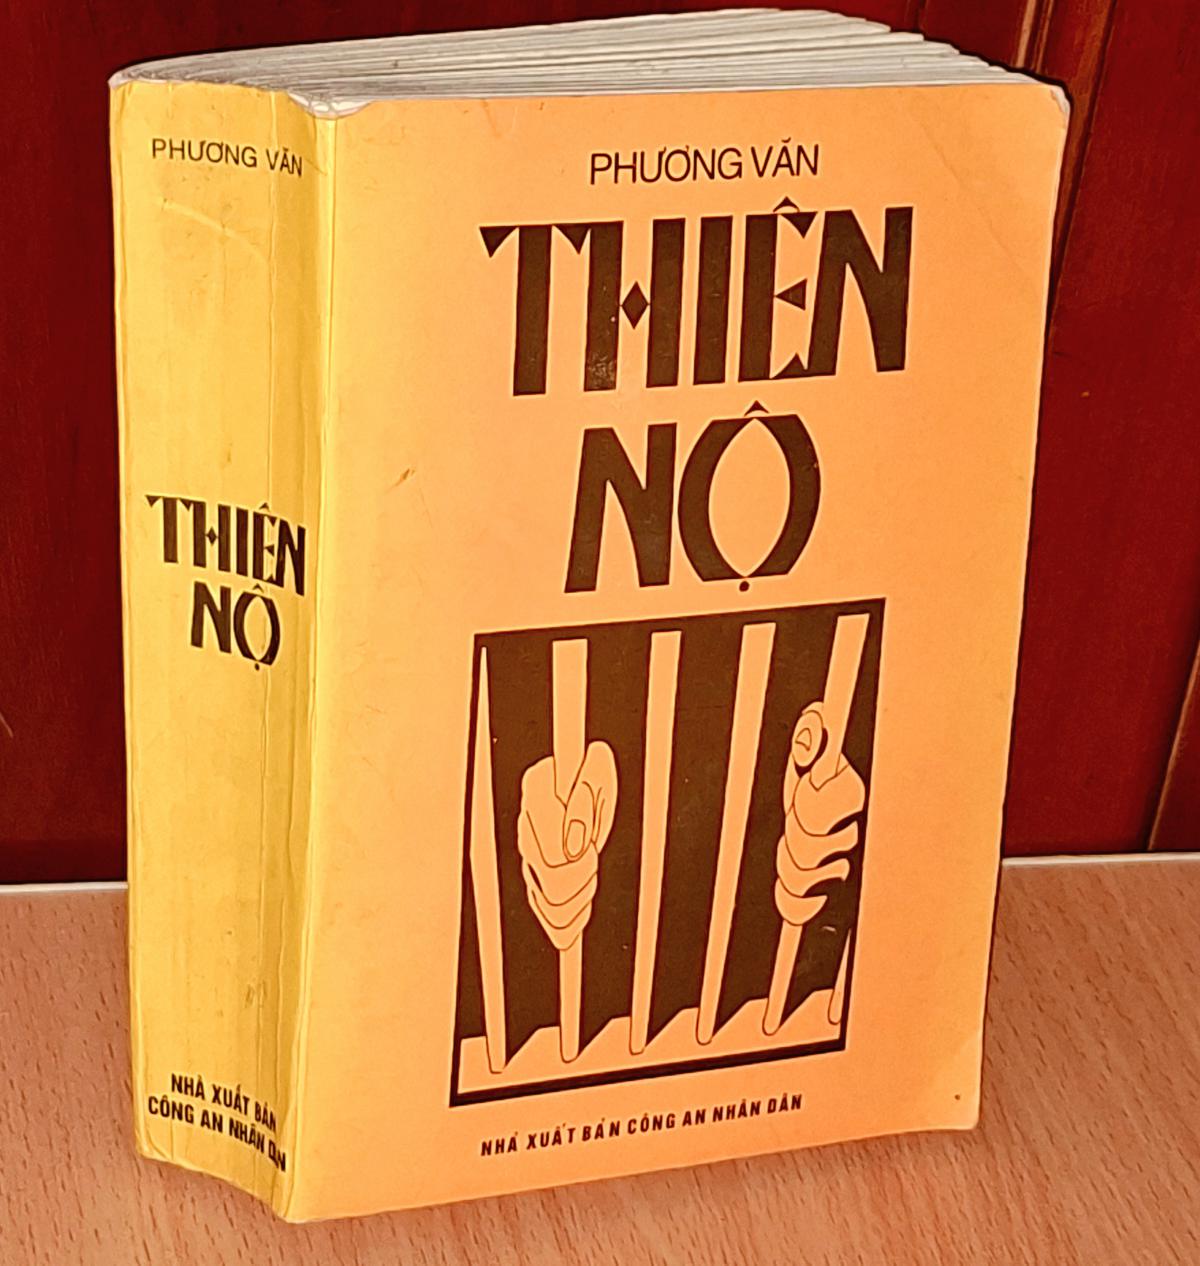 PHƯƠNG VĂN
THIÊN
NỘ
NHÀ XUẤT BẢN
CÔNG AN NHÂN DÂN
PHƯƠNG VĂN
THIÊN
NỘ
NHÀ XUẤT BẢN CÔNG AN NHÂN DÂN